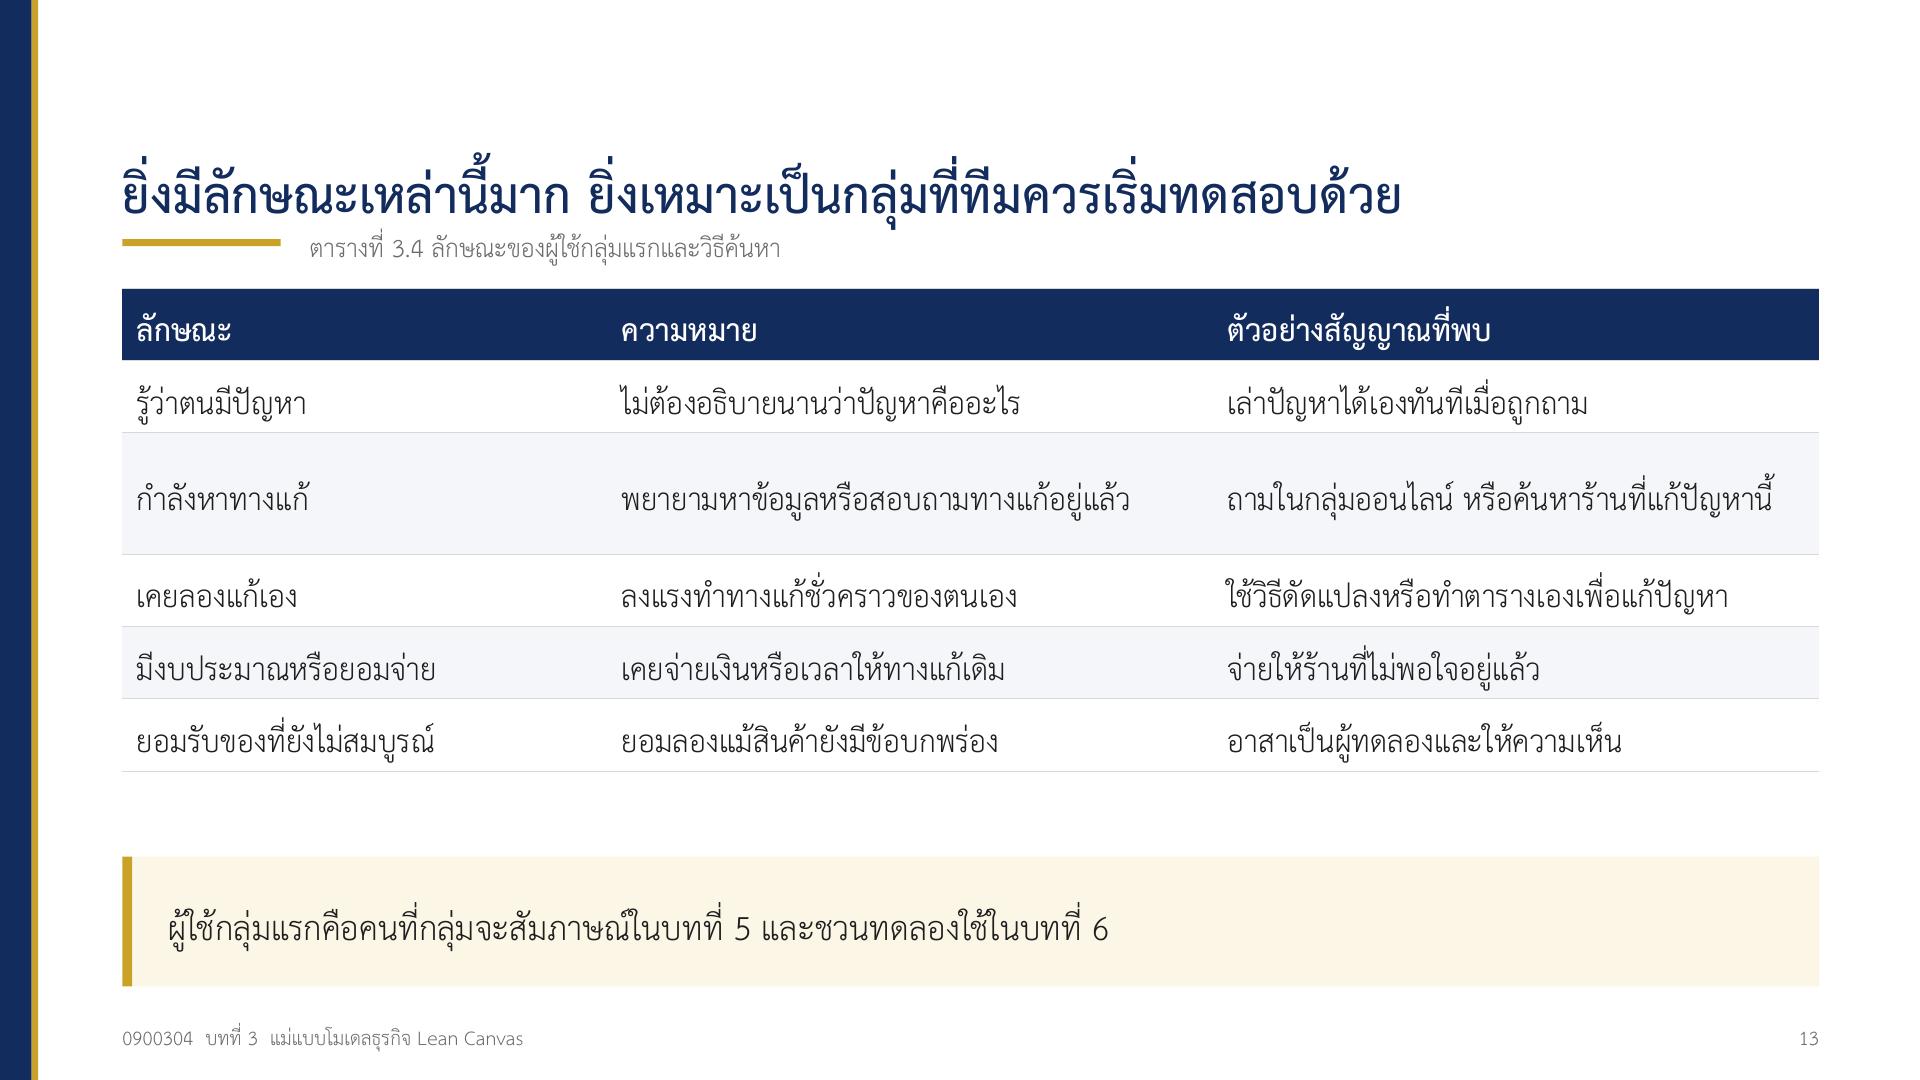 ยิ่งมีลักษณะเหล่านี้มาก ยิ่งเหมาะเป็นกลุ่มที่ทีมควรเริ่มทดสอบด้วย
ตารางที่ 3.4 ลักษณะของผู้ใช้กลุ่มแรกและวิธีค้นหา
ลักษณะ ความหมาย ตัวอย่างสัญญาณที่พบ
รู้ว่าตนมีปัญหา ไม่ต้องอธิบายนานว่าปัญหาคืออะไร เล่าปัญหาได้เองทันทีเมื่อถูกถาม
กำลังหาทางแก้ พยายามหาข้อมูลหรือสอบถามทางแก้อยู่แล้ว ถามในกลุ่มออนไลน์ หรือค้นหาร้านที่แก้ปัญหานี้
เคยลองแก้เอง ลงแรงทำทางแก้ชั่วคราวของตนเอง ใช้วิธีดัดแปลงหรือทำตารางเองเพื่อแก้ปัญหา
มีงบประมาณหรือยอมจ่าย เคยจ่ายเงินหรือเวลาให้ทางแก้เดิม จ่ายให้ร้านที่ไม่พอใจอยู่แล้ว
ยอมรับของที่ยังไม่สมบูรณ์ ยอมลองแม้สินค้ายังมีข้อบกพร่อง อาสาเป็นผู้ทดลองและให้ความเห็น
ผู้ใช้กลุ่มแรกคือคนที่กลุ่มจะสัมภาษณ์ในบทที่ 5 และชวนทดลองใช้ในบทที่ 6
0900304 บทที่ 3 แม่แบบโมเดลธุรกิจ Lean Canvas 13